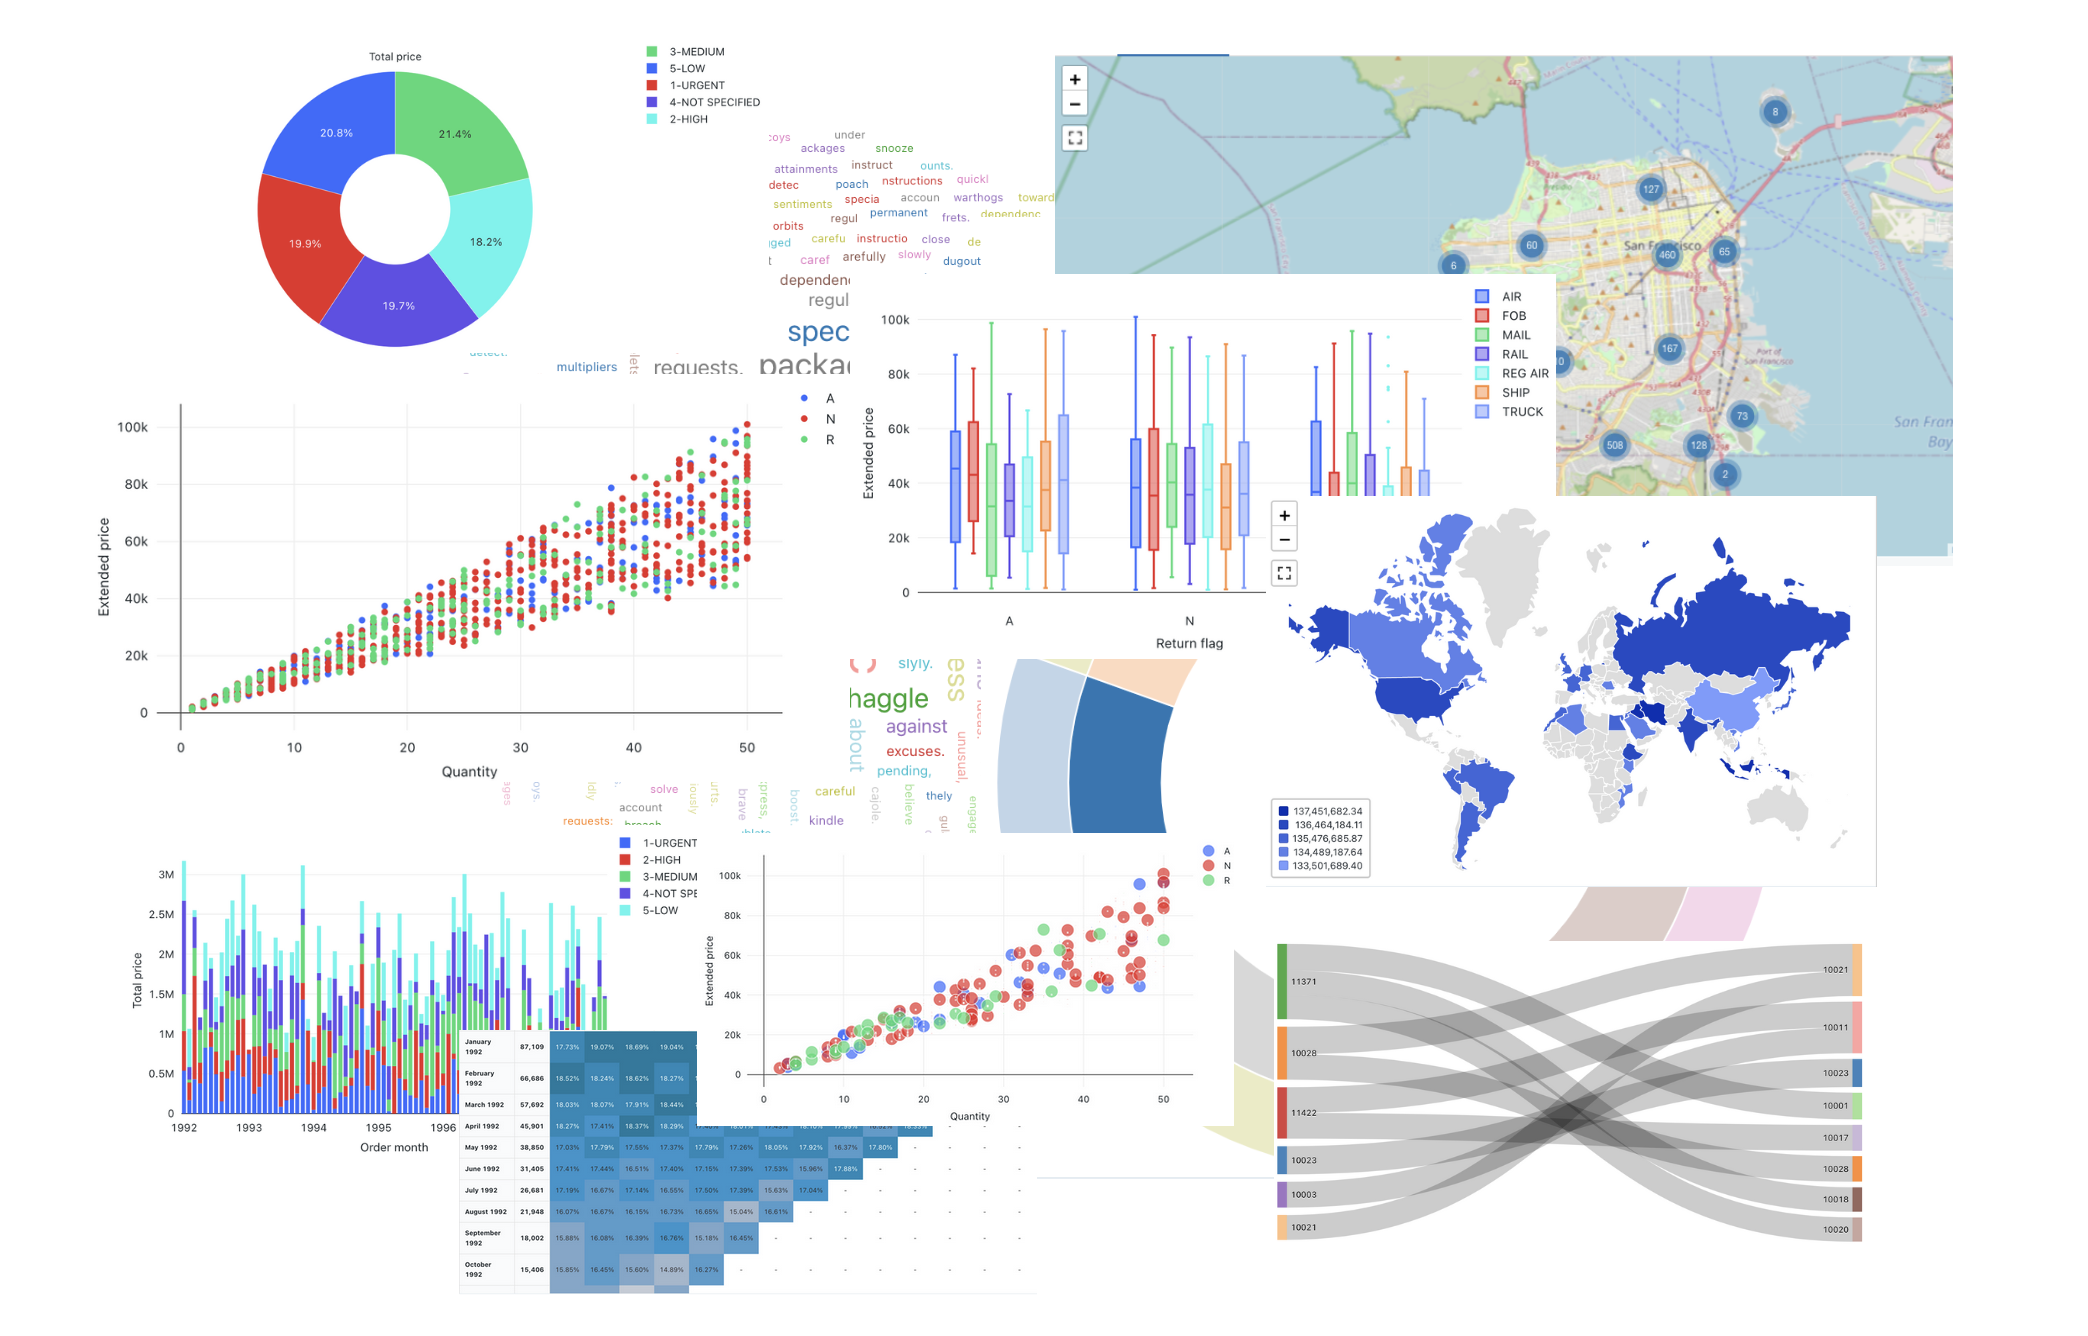 Total price
20.8%
21.4%
19.9%
18.2%
19.7%
3-MEDIUM
5-LOW
1-URGENT
4-NOT SPECIFIED
2-HIGH
coys
under
ackages
snooze
attainments
instruct
ounts.
detec
poach
nstructions
quickl
sentiments
specia
accoun
warthogs
toward
regul
permanent
frets.
dependenc
orbits
ged
carefu
instructio
close
de
t
caref
arefully
slowly
dugout
dependenc
regul
spec
multipliers
lets
requests.
packa
+
−
8
127
60
6
San Francisco
460
65
167
Port of
San Francisco
73
508
128
2
San Fran
Bay
Extended price
100k
80k
60k
40k
20k
0
A
N
Return flag
AIR
FOB
MAIL
RAIL
REG AIR
SHIP
TRUCK
A
N
R
Extended price
100k
80k
60k
40k
20k
0
0
10
20
30
40
50
Quantity
slyly.
ess
haggle
about
against
excuses.
pending,
unusual,
ideas.
ages
oys.
idly
solve
iously
urts.
account
requests:
brave
press,
boost.
careful
kindle
cajole.
believe
thely
gul
engage
+
−
137,451,682.34
136,464,184.11
135,476,685.87
134,489,187.64
133,501,689.40
1-URGENT
2-HIGH
3-MEDIUM
4-NOT SPE
5-LOW
Total price
3M
2.5M
2M
1.5M
1M
0.5M
0
1992
1993
1994
1995
1996
Order month
January 1992 87,109 17.73% 19.07% 18.69% 19.04%
February 1992 66,686 18.52% 18.24% 18.62% 18.27%
March 1992 57,692 18.03% 18.07% 17.91% 18.44%
April 1992 45,901 18.27% 17.41% 18.37% 18.29%
May 1992 38,850 17.03% 17.79% 17.55% 17.37% 17.79% 17.26% 18.05% 17.92% 16.37% 17.80% - - - -
June 1992 31,405 17.41% 17.44% 16.51% 17.40% 17.15% 17.39% 17.53% 15.96% 17.88% - - - - -
July 1992 26,681 17.19% 16.67% 17.14% 16.55% 17.50% 17.39% 15.63% 17.04% - - - - - -
August 1992 21,948 16.07% 16.67% 16.15% 16.73% 16.65% 15.04% 16.61% - - - - - - -
September 1992 18,002 15.88% 16.08% 16.39% 16.76% 15.18% 16.45% - - - - - - - -
October 1992 15,406 15.85% 16.45% 15.60% 14.89% 16.27% - - - - - - - - -
Extended price
100k
80k
60k
40k
20k
0
0
10
20
30
40
50
Quantity
A
N
R
11371
10028
11422
10023
10003
10021
10021
10011
10023
10001
10017
10028
10018
10020